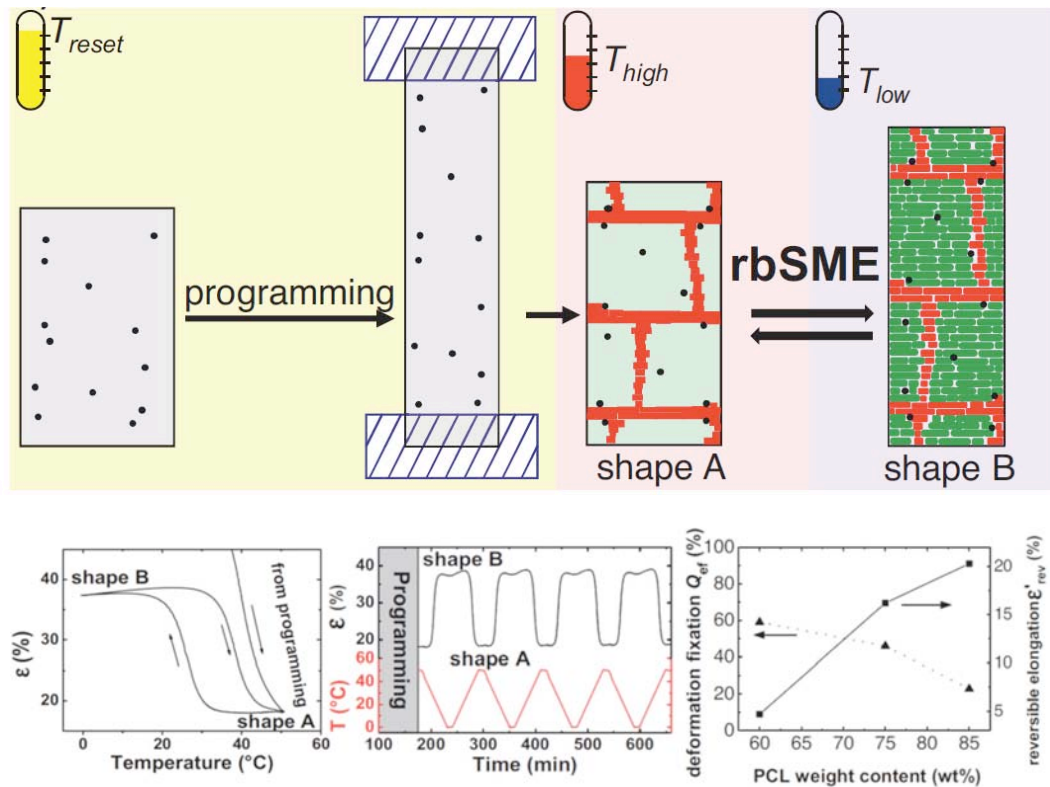 T_reset
T_high
T_low
programming
rbSME
shape A
shape B
40
30
20
ε (%)
shape B
from programming
shape A
0 20 40 60
Temperature (°C)
Programming
shape B
40
30
20
ε (%)
shape A
60
40
20
0
T (°C)
100 200 300 400 500 600
Time (min)
deformation fixation Q_ef (%)
100
80
60
40
20
0
20
15
10
5
reversible elongation ε'_rev (%)
60 65 70 75 80 85
PCL weight content (wt%)